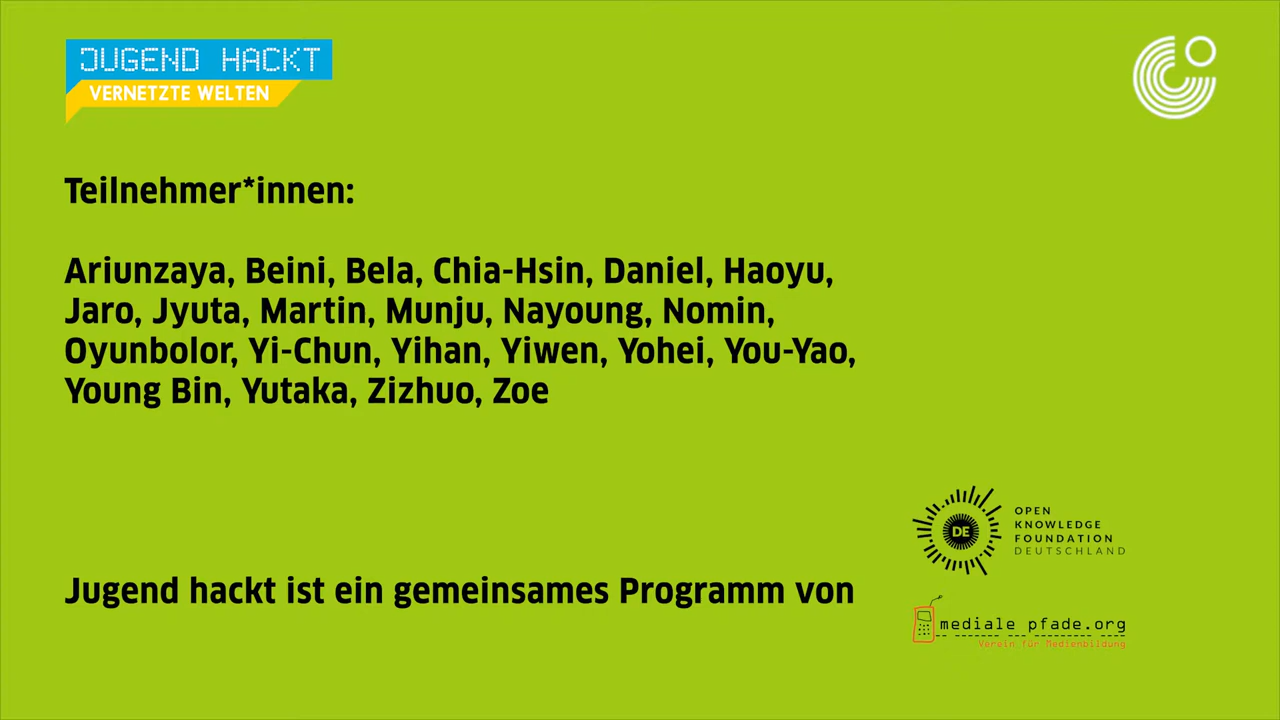 JUGEND HACKT
VERNETZTE WELTEN
Teilnehmer*innen:
Ariunzaya, Beini, Bela, Chia-Hsin, Daniel, Haoyu,
Jaro, Jyuta, Martin, Munju, Nayoung, Nomin,
Oyunbolor, Yi-Chun, Yihan, Yiwen, Yohei, You-Yao,
Young Bin, Yutaka, Zizhuo, Zoe
Jugend hackt ist ein gemeinsames Programm von
DE
OPEN
KNOWLEDGE
FOUNDATION
DEUTSCHLAND
mediale pfade.org
Verein für Medienbildung